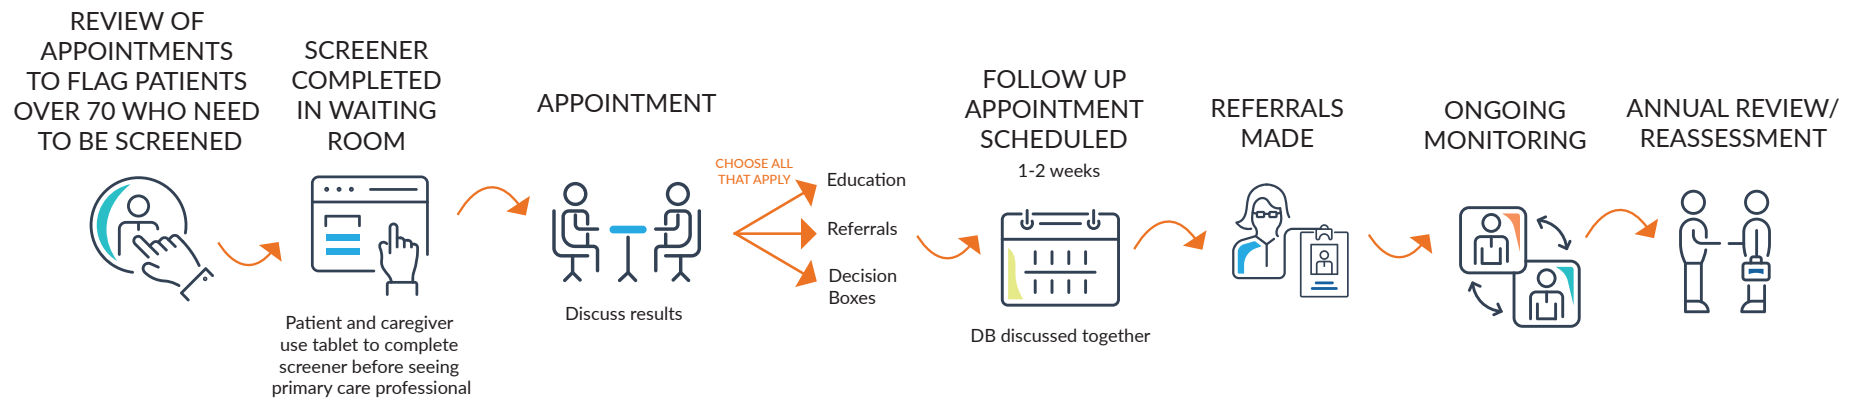 REVIEW OF
APPOINTMENTS
TO FLAG PATIENTS
OVER 70 WHO NEED
TO BE SCREENED
SCREENER
COMPLETED
IN WAITING
ROOM
Patient and caregiver
use tablet to complete
screener before seeing
primary care professional
APPOINTMENT
Discuss results
CHOOSE ALL
THAT APPLY
Education
Referrals
Decision
Boxes
FOLLOW UP
APPOINTMENT
SCHEDULED
1-2 weeks
DB discussed together
REFERRALS
MADE
ONGOING
MONITORING
ANNUAL REVIEW/
REASSESSMENT